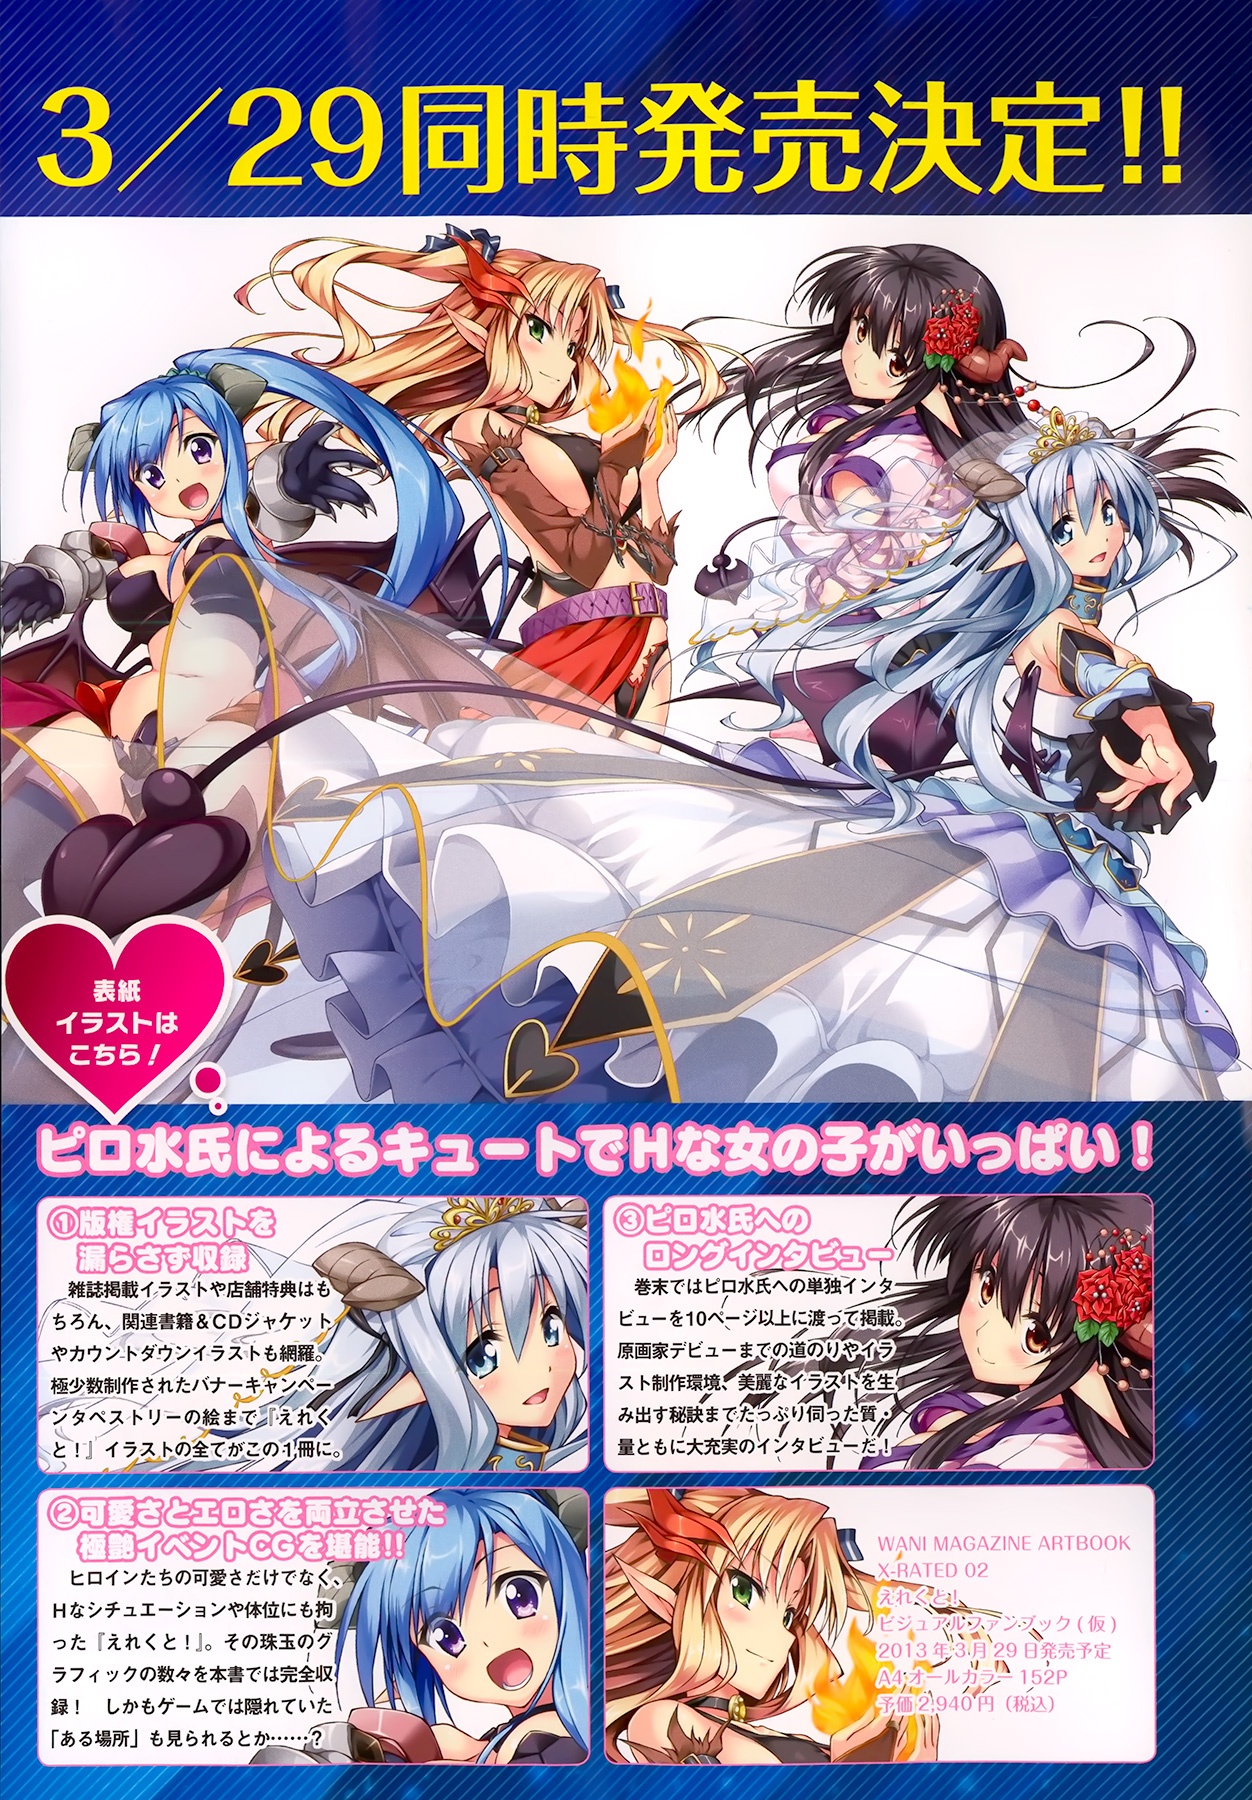 3／29同時発売決定!!
表紙
イラストは
こちら！
ピロ水氏によるキュートでHな女の子がいっぱい！
①版権イラストを
漏らさず収録
雑誌掲載イラストや店舗特典はも
ちろん、関連書籍＆CDジャケット
やカウントダウンイラストも網羅。
極少数制作されたバナーキャンペー
ンタペストリーの絵まで『えれく
と！』イラストの全てがこの1冊に。
②可愛さとエロさを両立させた
極艶イベントCGを堪能!!
ヒロインたちの可愛さだけでなく、
Hなシチュエーションや体位にも拘
った『えれくと！』。その珠玉のグ
ラフィックの数々を本書では完全収
録！　しかもゲームでは隠れていた
「ある場所」も見られるとか……？
③ピロ水氏への
ロングインタビュー
巻末ではピロ水氏への単独インタ
ビューを10ページ以上に渡って掲載。
原画家デビューまでの道のりやイラ
スト制作環境、美麗なイラストを生
み出す秘訣までたっぷり伺った質・
量ともに大充実のインタビューだ！
WANI MAGAZINE ARTBOOK
X-RATED 02
えれくと！
ビジュアルファンブック(仮)
2013年3月29日発売予定
A4オールカラー152P
予価2,940円（税込）